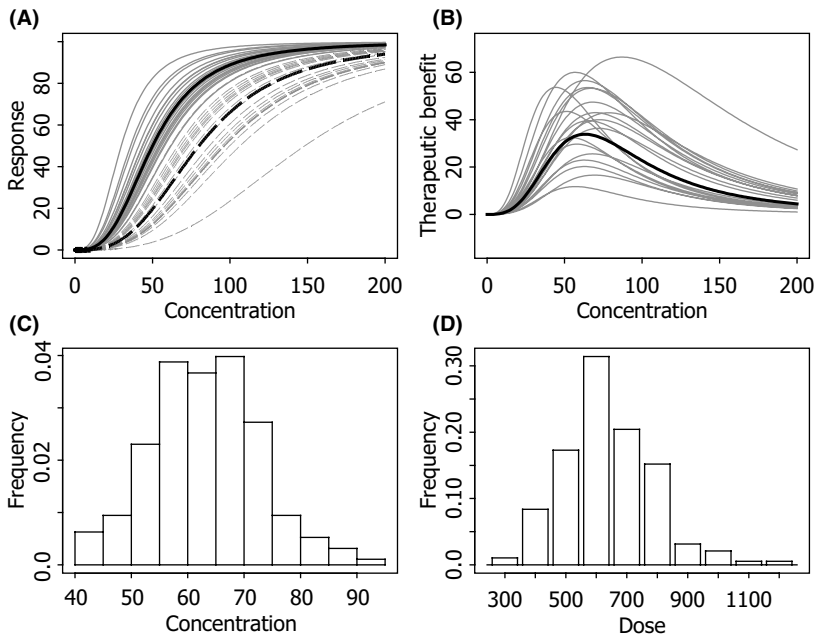 (A)
Response
0 20 40 60 80
0 50 100 150 200
Concentration
(B)
Therapeutic benefit
0 20 40 60
0 50 100 150 200
Concentration
(C)
Frequency
0.0 0.02 0.04
40 50 60 70 80 90
Concentration
(D)
Frequency
0.0 0.10 0.20 0.30
300 500 700 900 1100
Dose